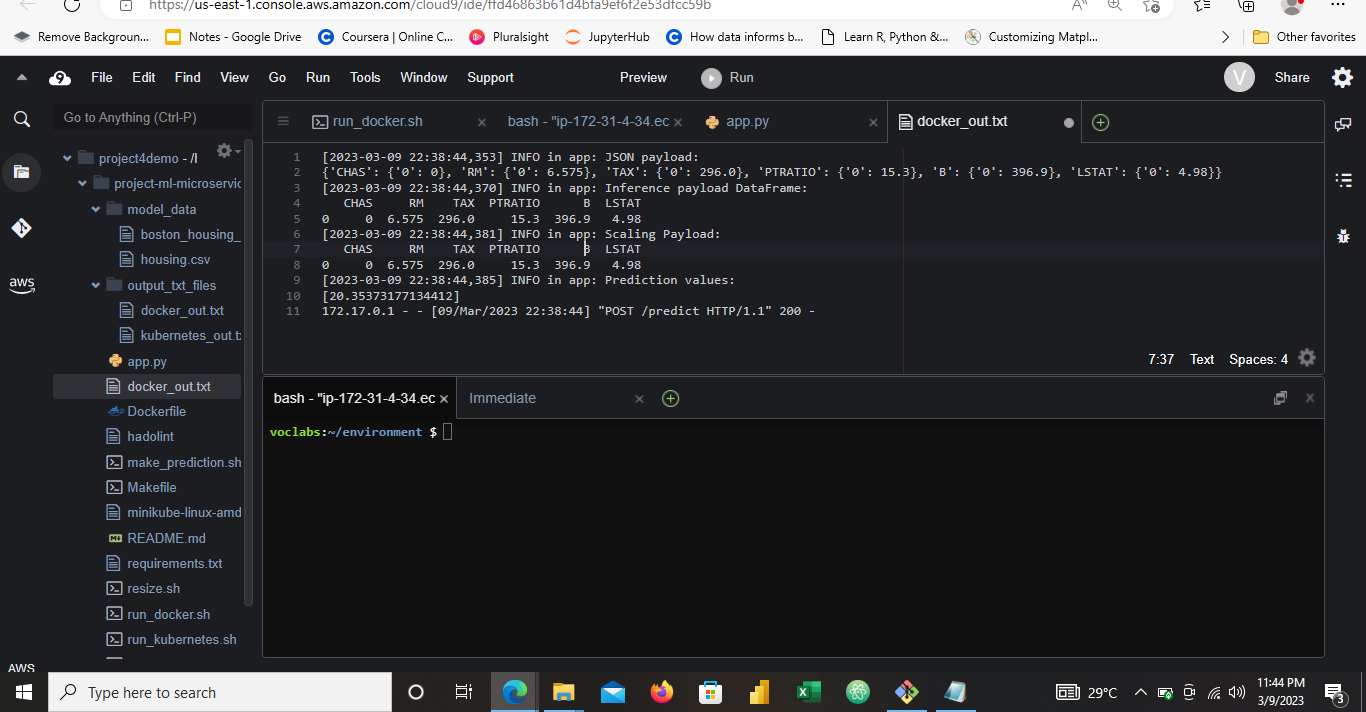 https://us-east-1.console.aws.amazon.com/cloud9/ide/ffd46863b61d4bfa9ef6f2e53dfcc59b
Remove Backgroun...
Notes - Google Drive
Coursera | Online C...
Pluralsight
JupyterHub
How data informs b...
Learn R, Python &...
Customizing Matpl...
Other favorites
9 File Edit Find View Go Run Tools Window Support Preview Run V Share
Go to Anything (Ctrl-P)
project4demo - /
project-ml-microservic
model_data
boston_housing_
housing.csv
output_txt_files
docker_out.txt
kubernetes_out.t
app.py
docker_out.txt
Dockerfile
hadolint
make_prediction.sh
Makefile
minikube-linux-amd
README.md
requirements.txt
resize.sh
run_docker.sh
run_kubernetes.sh
aws
AWS
run_docker.sh
bash - "ip-172-31-4-34.ec
app.py
docker_out.txt
1 [2023-03-09 22:38:44,353] INFO in app: JSON payload:
2 {'CHAS': {'0': 0}, 'RM': {'0': 6.575}, 'TAX': {'0': 296.0}, 'PTRATIO': {'0': 15.3}, 'B': {'0': 396.9}, 'LSTAT': {'0': 4.98}}
3 [2023-03-09 22:38:44,370] INFO in app: Inference payload DataFrame:
4 CHAS RM TAX PTRATIO B LSTAT
5 0 0 6.575 296.0 15.3 396.9 4.98
6 [2023-03-09 22:38:44,381] INFO in app: Scaling Payload:
7 CHAS RM TAX PTRATIO B LSTAT
8 0 0 6.575 296.0 15.3 396.9 4.98
9 [2023-03-09 22:38:44,385] INFO in app: Prediction values:
10 [20.35373177134412]
11 172.17.0.1 - - [09/Mar/2023 22:38:44] "POST /predict HTTP/1.1" 200 -
7:37 Text Spaces: 4
bash - "ip-172-31-4-34.ec
Immediate
voclabs:~/environment $
Type here to search
29°C
11:44 PM
3/9/2023
3